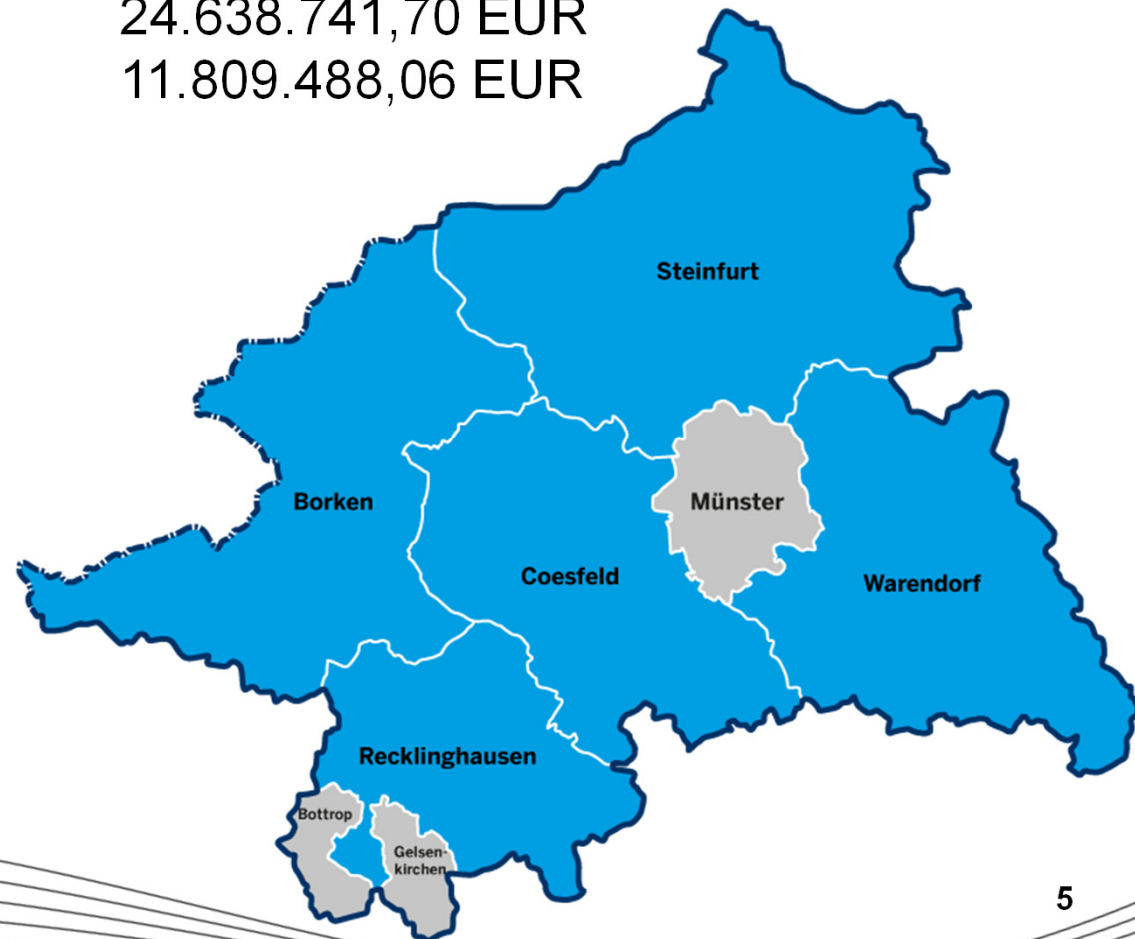 24.638.741,70 EUR
11.809.488,06 EUR
Steinfurt
Borken
Münster
Coesfeld
Warendorf
Recklinghausen
Bottrop
Gelsen-
kirchen
5